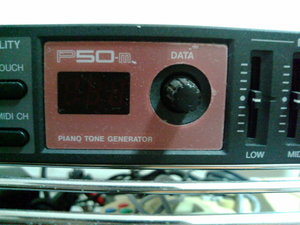 LITY
P50-m
DATA
OUCH
MIDI CH
PIANO TONE GENERATOR
LOW
MID